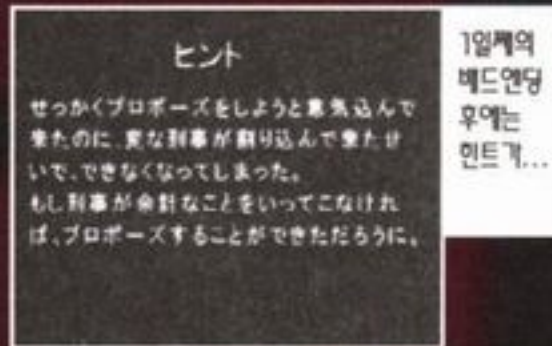 ヒント
せっかくプロポーズをしようと意気込んで
来たのに、変な刑事が割り込んで来たせ
いで、できなくなってしまった。
もし刑事が余計なことをいってこなけれ
ば、プロポーズすることができただろうに。
1일째의
배드엔딩
후에는
힌트가...